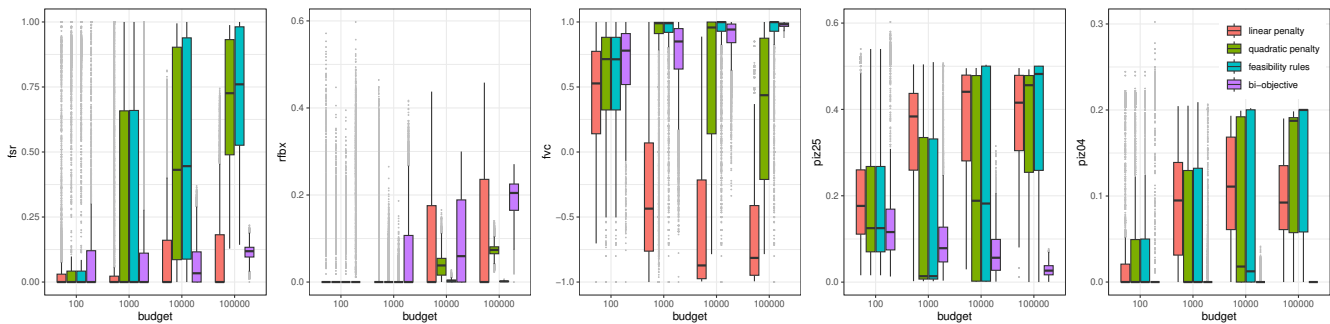 fsr
1.00
0.75
0.50
0.25
0.00
100 1000 10000 100000
budget
rfbx
0.6
0.4
0.2
0.0
100 1000 10000 100000
budget
fvc
1.0
0.5
0.0
−0.5
−1.0
100 1000 10000 100000
budget
piz25
0.6
0.4
0.2
0.0
100 1000 10000 100000
budget
piz04
0.3
0.2
0.1
0.0
100 1000 10000 100000
budget
linear penalty
quadratic penalty
feasibility rules
bi−objective